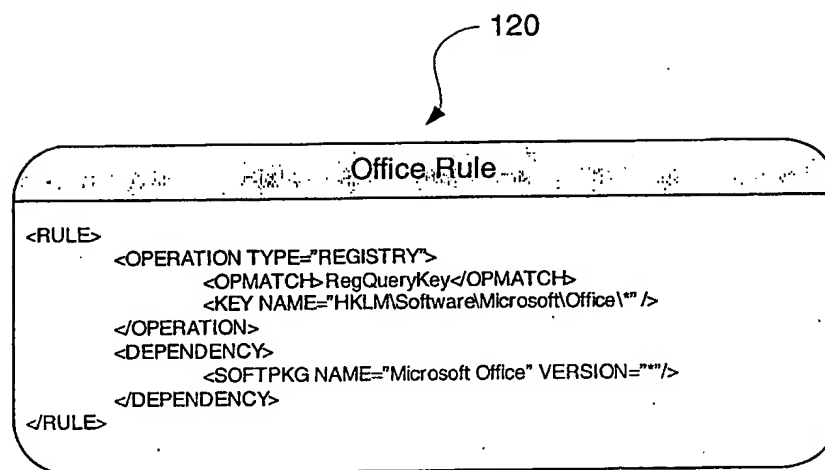 120
Office Rule
<RULE>
<OPERATION TYPE="REGISTRY">
<OPMATCH>RegQueryKey</OPMATCH>
<KEY NAME="HKLM\Software\Microsoft\Office\*" />
</OPERATION>
<DEPENDENCY>
<SOFTPKG NAME="Microsoft Office" VERSION="*"/>
</DEPENDENCY>
</RULE>